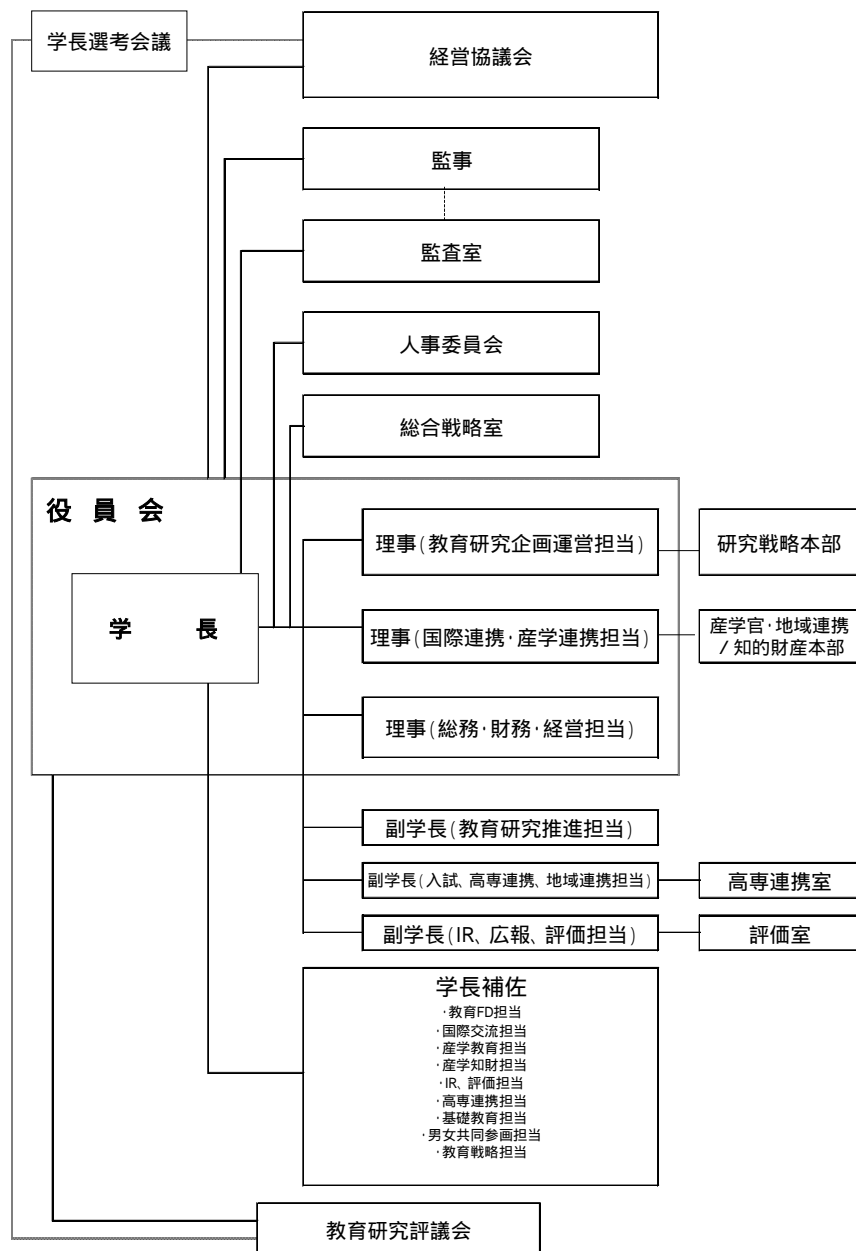 学長選考会議
経営協議会
監事
監査室
人事委員会
総合戦略室
役 員 会
学 長
理事(教育研究企画運営担当)
研究戦略本部
理事(国際連携・産学連携担当)
産学官・地域連携
/知的財産本部
理事(総務・財務・経営担当)
副学長(教育研究推進担当)
副学長(入試、高専連携、地域連携担当)
高専連携室
副学長(IR、広報、評価担当)
評価室
学長補佐
・教育FD担当
・国際交流担当
・産学教育担当
・産学知財担当
・IR、評価担当
・高専連携担当
・基礎教育担当
・男女共同参画担当
・教育戦略担当
教育研究評議会